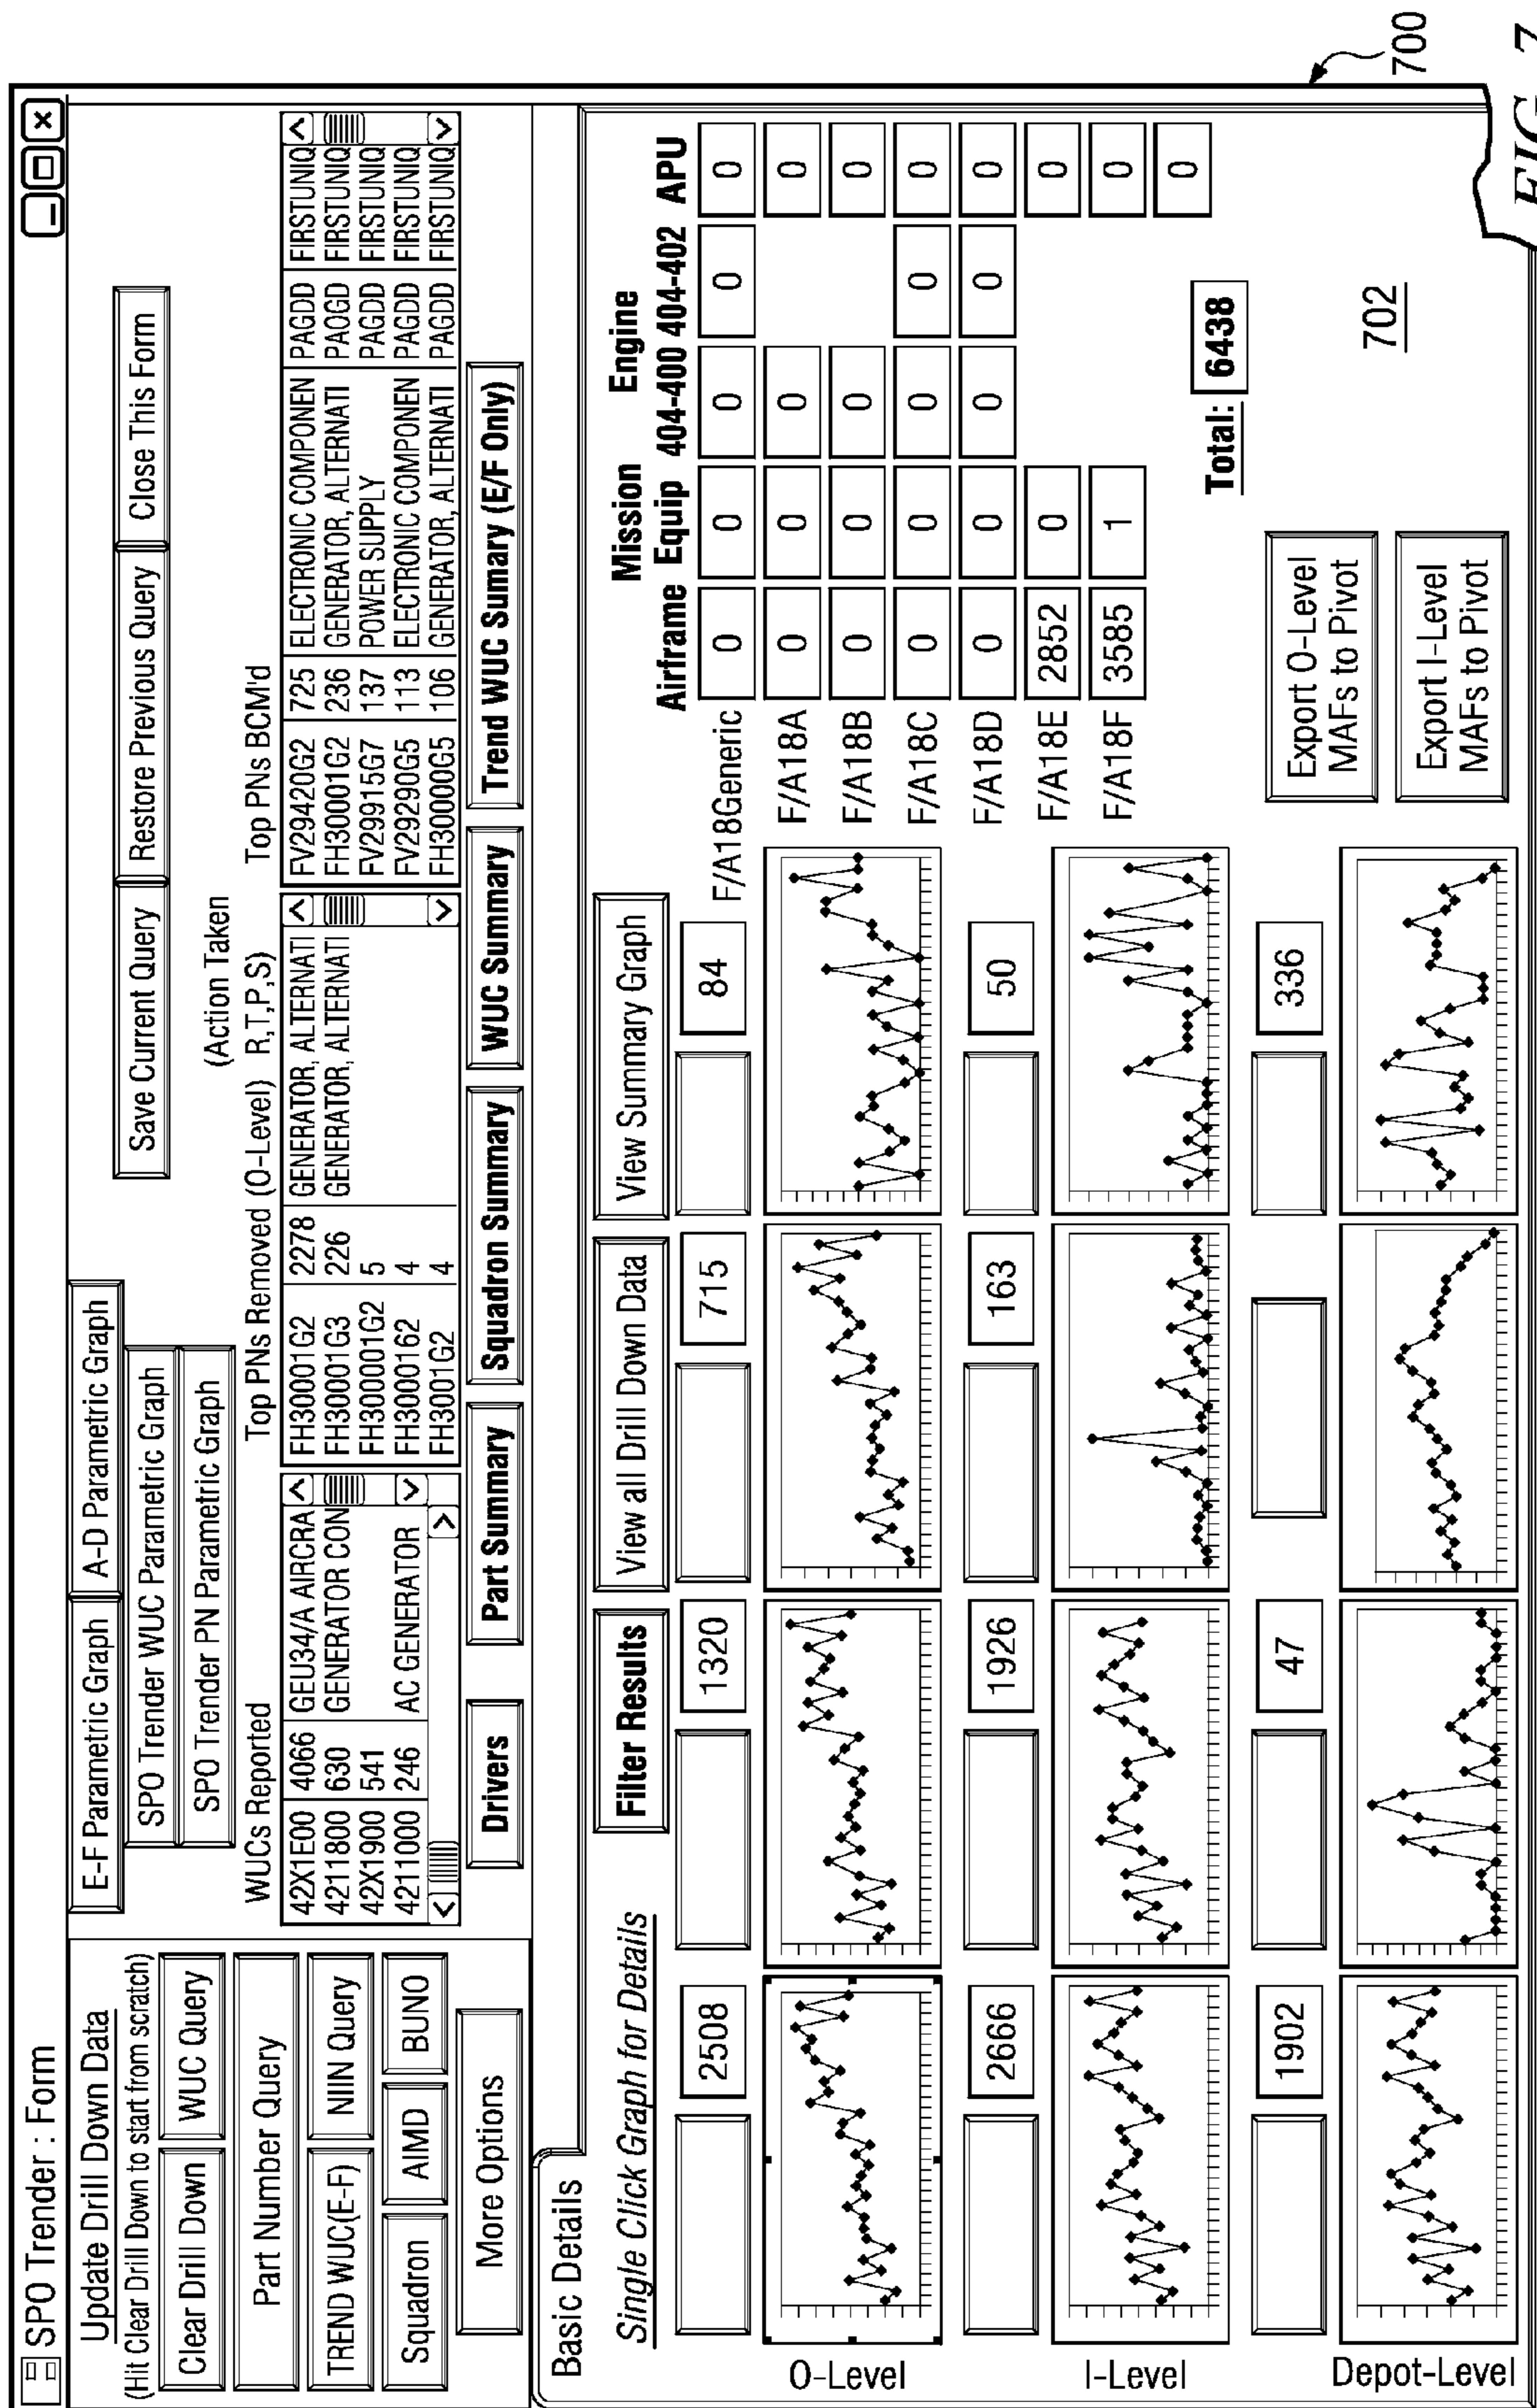 SPO Trender : Form
Update Drill Down Data
(Hit Clear Drill Down to start from scratch)
Clear Drill Down WUC Query
Part Number Query
TREND WUC(E-F) NIIN Query
Squadron AIMD BUNO
More Options
E-F Parametric Graph A-D Parametric Graph
SPO Trender WUC Parametric Graph
SPO Trender PN Parametric Graph
Save Current Query Restore Previous Query Close This Form
WUCs Reported
42X1E00 4066 GEU34/A AIRCRA
4211800 630 GENERATOR CON
42X1900 541
4211000 246 AC GENERATOR
(Action Taken
Top PNs Removed (O-Level) R,T,P,S)
FH30001G2 2278 GENERATOR, ALTERNATI
FH30001G3 226 GENERATOR, ALTERNATI
FH300001G2 5
FH3000162 4
FH3001G2 4
Top PNs BCM'd
FV29420G2 725 ELECTRONIC COMPONEN PAGDD FIRSTUNIQ
FH30001G2 236 GENERATOR, ALTERNATI PAOGD FIRSTUNIQ
FV29915G7 137 POWER SUPPLY PAGDD FIRSTUNIQ
FV29290G5 113 ELECTRONIC COMPONEN PAGDD FIRSTUNIQ
FH30000G5 106 GENERATOR, ALTERNATI PAGDD FIRSTUNIQ
Drivers Part Summary Squadron Summary WUC Summary Trend WUC Sumary (E/F Only)
Basic Details
Single Click Graph for Details
Filter Results View all Drill Down Data View Summary Graph
2508 1320 715 84
O-Level
2666 1926 163 50
I-Level
1902 47 336
Depot-Level
Mission Engine
Airframe Equip 404-400 404-402 APU
F/A18Generic 0 0 0 0 0
F/A18A 0 0 0 0
F/A18B 0 0 0 0
F/A18C 0 0 0 0 0
F/A18D 0 0 0 0 0
F/A18E 2852 0 0
F/A18F 3585 1 0
0
Total: 6438
Export O-Level
MAFs to Pivot
Export I-Level
MAFs to Pivot
702
700
FIG. 7